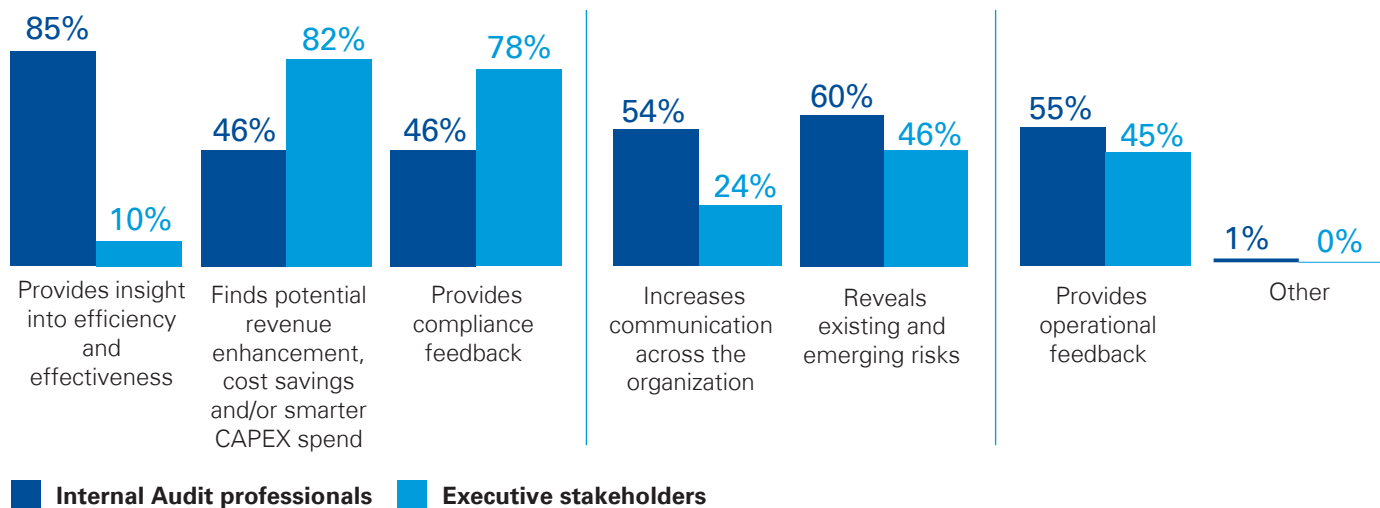 85%
10%
46%
82%
46%
78%
54%
24%
60%
46%
55%
45%
1%
0%
Provides insight
into efficiency
and
effectiveness
Finds potential
revenue
enhancement,
cost savings
and/or smarter
CAPEX spend
Provides
compliance
feedback
Increases
communication
across the
organization
Reveals
existing and
emerging risks
Provides
operational
feedback
Other
Internal Audit professionals
Executive stakeholders